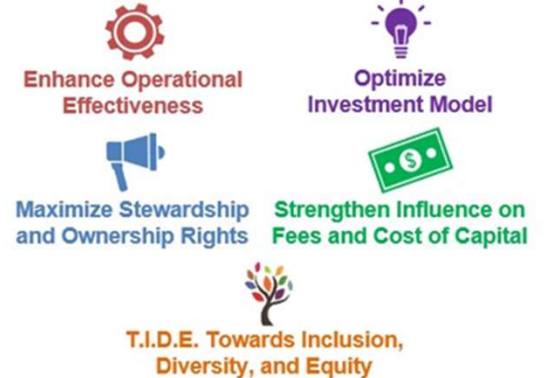 Enhance Operational
Effectiveness
Optimize
Investment Model
Maximize Stewardship
and Ownership Rights
$
Strengthen Influence on
Fees and Cost of Capital
T.I.D.E. Towards Inclusion,
Diversity, and Equity